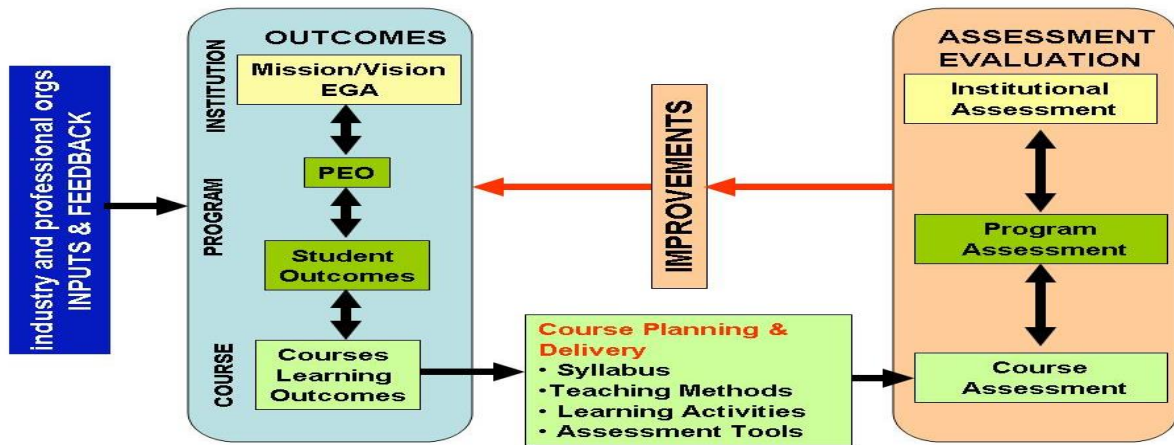 industry and professional orgs
INPUTS & FEEDBACK
OUTCOMES
INSTITUTION
Mission/Vision
EGA
PROGRAM
PEO
Student
Outcomes
COURSE
Courses
Learning
Outcomes
IMPROVEMENTS
Course Planning &
Delivery
• Syllabus
•Teaching Methods
• Learning Activities
• Assessment Tools
ASSESSMENT
EVALUATION
Institutional
Assessment
Program
Assessment
Course
Assessment